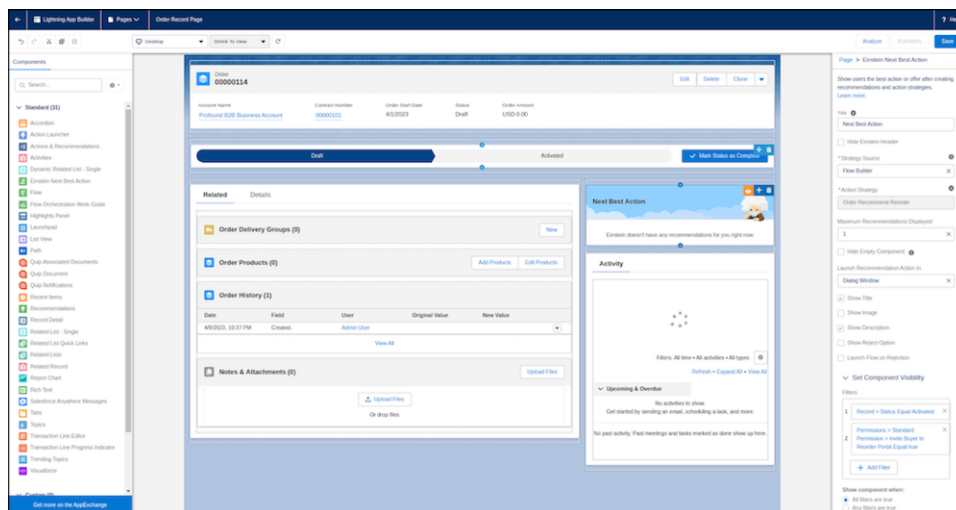 Lightning App Builder
Pages
Order Record Page
? He
Desktop
Shrink To View
Analyze
Activation...
Save
Components
Search...
Standard (31)
Accordion
Action Launcher
Actions & Recommendations
Activities
Dynamic Related List - Single
Einstein Next Best Action
Flow
Flow Orchestration Work Guide
Highlights Panel
Launchpad
List View
Path
Quip Associated Documents
Quip Document
Quip Notifications
Recent Items
Recommendations
Record Detail
Related List - Single
Related List Quick Links
Related Lists
Related Record
Report Chart
Rich Text
Salesforce Anywhere Messages
Tabs
Topics
Transaction Line Editor
Transaction Line Progress Indicator
Trending Topics
Visualforce
Custom (0)
Get more on the AppExchange
Order
00000114
Edit
Delete
Clone
Account Name
Contract Number
Order Start Date
Status
Order Amount
Profound B2B Business Account
00000101
4/1/2023
Draft
USD 0.00
Draft
Activated
Mark Status as Complete
Related
Details
Order Delivery Groups (0)
New
Order Products (0)
Add Products
Edit Products
Order History (1)
Date
Field
User
Original Value
New Value
4/9/2023, 10:37 PM
Created.
Admin User
View All
Notes & Attachments (0)
Upload Files
Upload Files
Or drop files
Next Best Action
Einstein doesn't have any recommendations for you right now.
Activity
Filters: All time • All activities • All types
Refresh • Expand All • View All
Upcoming & Overdue
No activities to show.
Get started by sending an email, scheduling a task, and more.
No past activity. Past meetings and tasks marked as done show up here.
Page > Einstein Next Best Action
Show users the best action or offer after creating
recommendations and action strategies.
Learn more.
Title
Next Best Action
Hide Einstein Header
*Strategy Source
Flow Builder
*Action Strategy
Order Recommend Reorder
Maximum Recommendations Displayed
1
Hide Empty Component
Launch Recommendation Action In
Dialog Window
Show Title
Show Image
Show Description
Show Reject Option
Launch Flow on Rejection
Set Component Visibility
Filters
1 Record > Status Equal Activated
2 Permissions > Standard
Permission > Invite Buyer to
Reorder Portal Equal true
+ Add Filter
Show component when:
All filters are true
Any filters are true